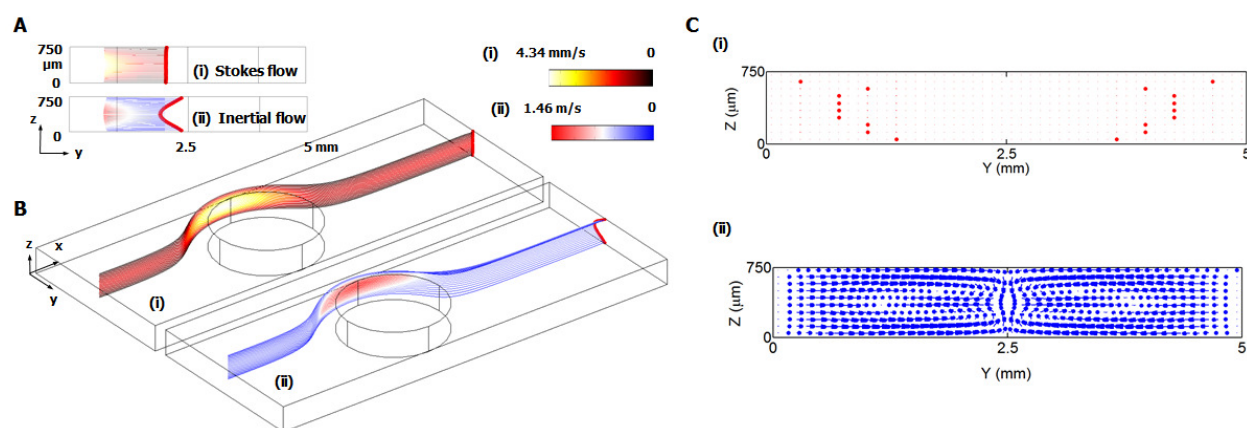 A
750
μm
0
(i) Stokes flow
750
0
(ii) Inertial flow
z
y
2.5
5 mm
(i) 4.34 mm/s 0
(ii) 1.46 m/s 0
B
z
x
y
(i)
(ii)
C
(i)
750
Z (μm)
0
0 2.5 5
Y (mm)
(ii)
750
Z (μm)
0
0 2.5 5
Y (mm)